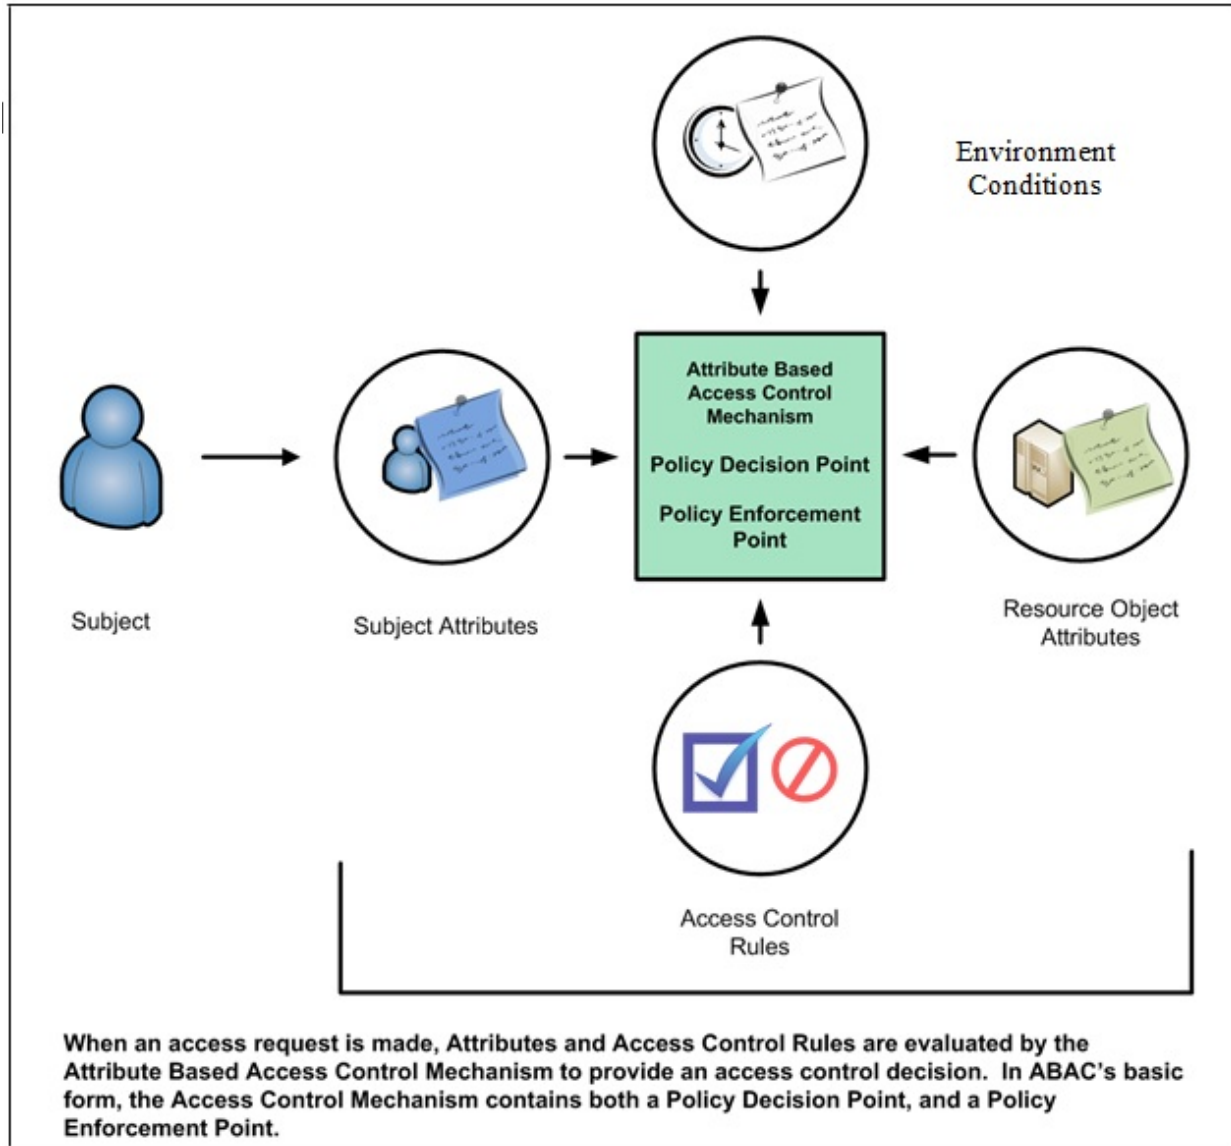 Environment
Conditions
Attribute Based
Access Control
Mechanism
Policy Decision Point
Policy Enforcement
Point
Subject
Subject Attributes
Resource Object
Attributes
Access Control
Rules
When an access request is made, Attributes and Access Control Rules are evaluated by the
Attribute Based Access Control Mechanism to provide an access control decision.  In ABAC's basic
form, the Access Control Mechanism contains both a Policy Decision Point, and a Policy
Enforcement Point.